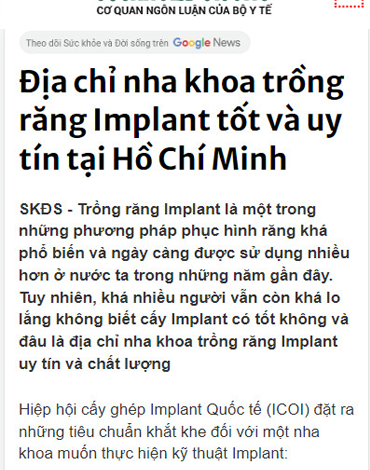 CƠ QUAN NGÔN LUẬN CỦA BỘ Y TẾ
Theo dõi Sức khỏe và Đời sống trên Google News
Địa chỉ nha khoa trồng
răng Implant tốt và uy
tín tại Hồ Chí Minh
SKĐS - Trồng răng Implant là một trong
những phương pháp phục hình răng khá
phổ biến và ngày càng được sử dụng nhiều
hơn ở nước ta trong những năm gần đây.
Tuy nhiên, khá nhiều người vẫn còn khá lo
lắng không biết cấy Implant có tốt không và
đâu là địa chỉ nha khoa trồng răng Implant
uy tín và chất lượng
Hiệp hội cấy ghép Implant Quốc tế (ICOI) đặt ra
những tiêu chuẩn khắt khe đối với một nha
khoa muốn thực hiện kỹ thuật Implant: